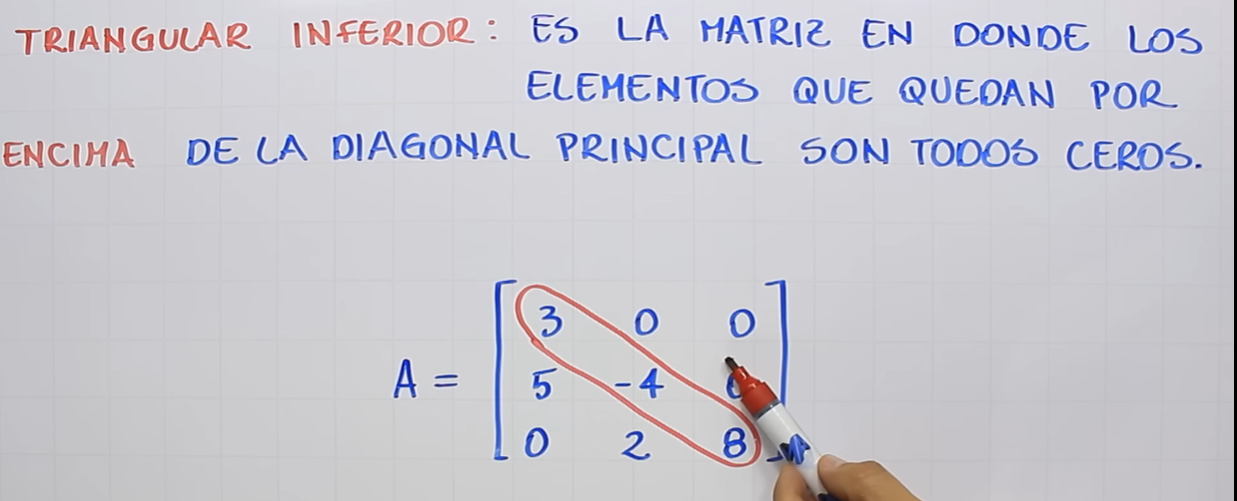 TRIANGULAR INFERIOR: ES LA MATRIZ EN DONDE LOS
ELEMENTOS QUE QUEDAN POR
ENCIMA DE LA DIAGONAL PRINCIPAL SON TODOS CEROS.
3 0 0
A = 5 -4
0 2 8